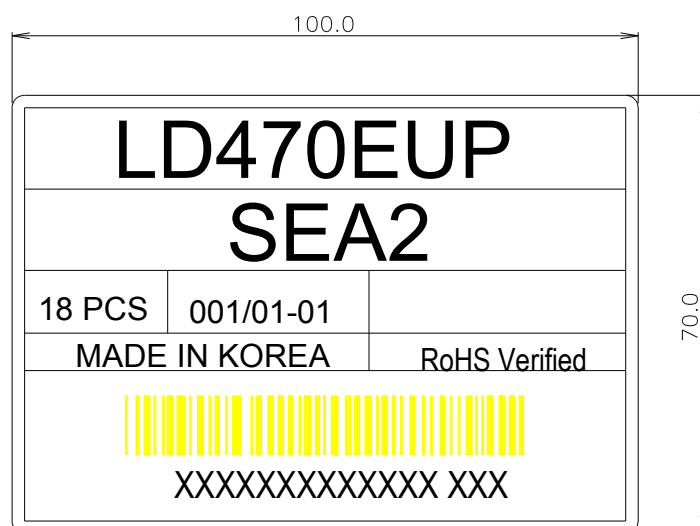 100.0
LD470EUP
SEA2
18 PCS
001/01-01
MADE IN KOREA
RoHS Verified
70.0
XXXXXXXXXXXXX XXX